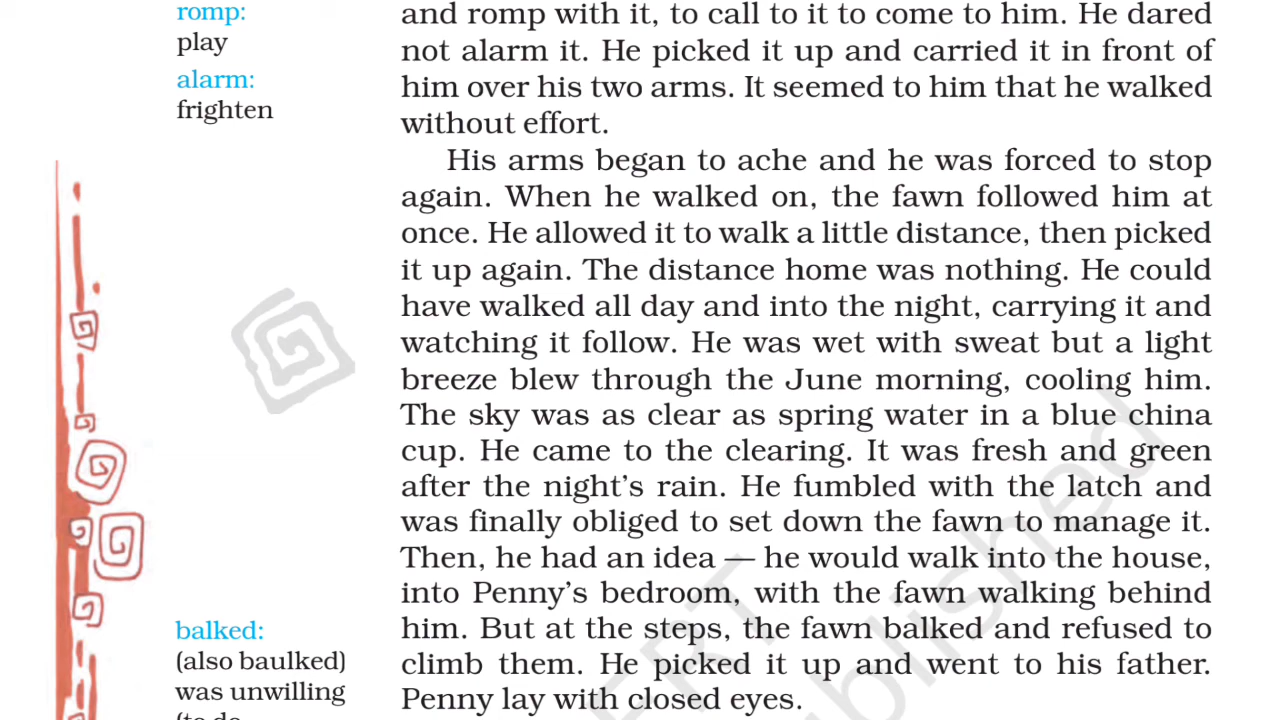 romp:
play
alarm:
frighten
and romp with it, to call to it to come to him. He dared
not alarm it. He picked it up and carried it in front of
him over his two arms. It seemed to him that he walked
without effort.
His arms began to ache and he was forced to stop
again. When he walked on, the fawn followed him at
once. He allowed it to walk a little distance, then picked
it up again. The distance home was nothing. He could
have walked all day and into the night, carrying it and
watching it follow. He was wet with sweat but a light
breeze blew through the June morning, cooling him.
The sky was as clear as spring water in a blue china
cup. He came to the clearing. It was fresh and green
after the night's rain. He fumbled with the latch and
was finally obliged to set down the fawn to manage it.
Then, he had an idea — he would walk into the house,
into Penny's bedroom, with the fawn walking behind
him. But at the steps, the fawn balked and refused to
climb them. He picked it up and went to his father.
Penny lay with closed eyes.
balked:
(also baulked)
was unwilling
(to do